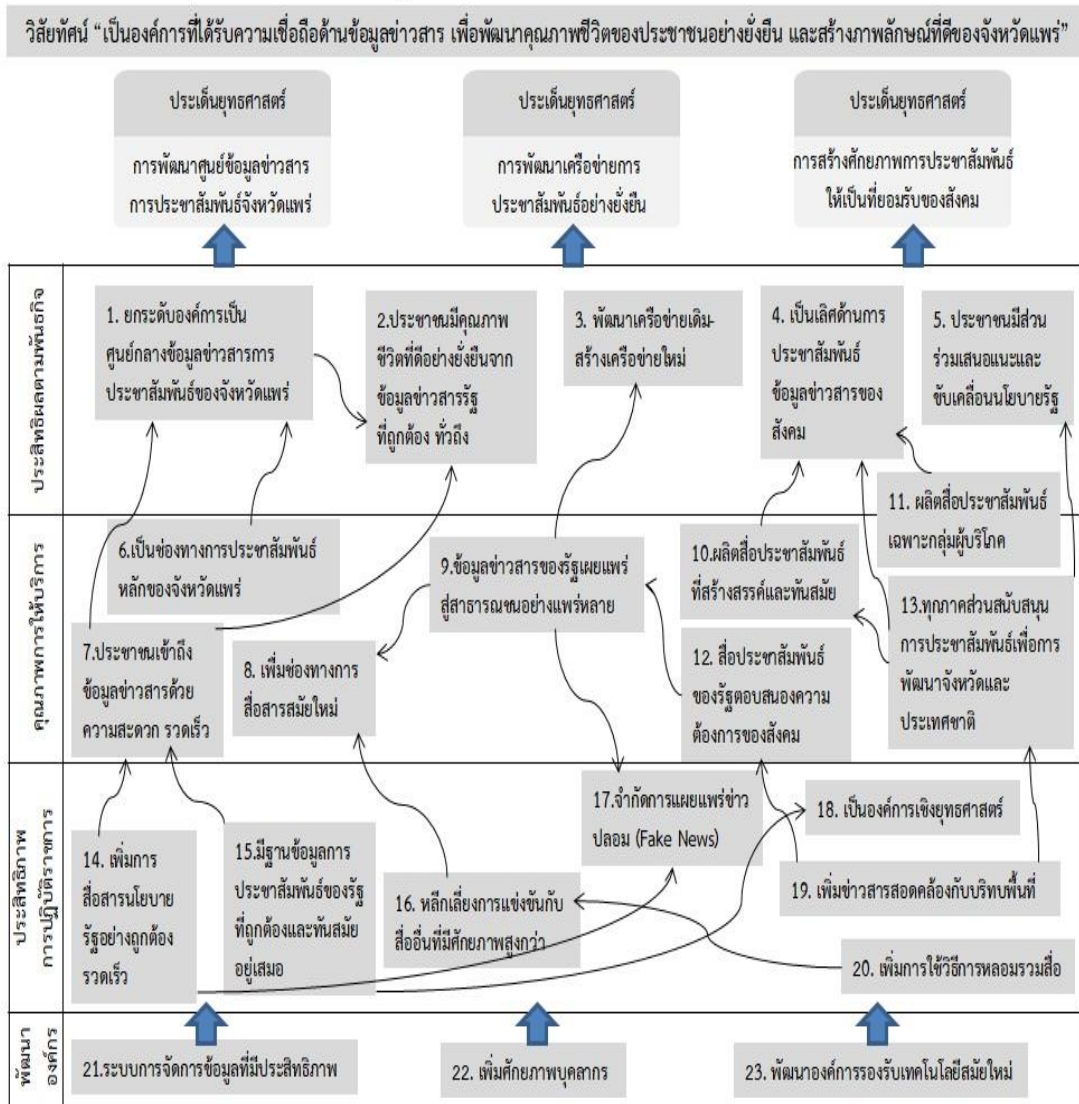 วิสัยทัศน์ “เป็นองค์การที่ได้รับความเชื่อถือด้านข้อมูลข่าวสาร เพื่อพัฒนาคุณภาพชีวิตของประชาชนอย่างยั่งยืน และสร้างภาพลักษณ์ที่ดีของจังหวัดแพร่”
ประเด็นยุทธศาสตร์
การพัฒนาศูนย์ข้อมูลข่าวสาร
การประชาสัมพันธ์จังหวัดแพร่
ประเด็นยุทธศาสตร์
การพัฒนาเครือข่ายการ
ประชาสัมพันธ์อย่างยั่งยืน
ประเด็นยุทธศาสตร์
การสร้างศักยภาพการประชาสัมพันธ์
ให้เป็นที่ยอมรับของสังคม
ประสิทธิผลตามพันธกิจ
1. ยกระดับองค์การเป็น
ศูนย์กลางข้อมูลข่าวสารการ
ประชาสัมพันธ์ของจังหวัดแพร่
2.ประชาชนมีคุณภาพ
ชีวิตที่ดีอย่างยั่งยืนจาก
ข้อมูลข่าวสารรัฐ
ที่ถูกต้อง ทั่วถึง
3. พัฒนาเครือข่ายเดิม-
สร้างเครือข่ายใหม่
4. เป็นเลิศด้านการ
ประชาสัมพันธ์
ข้อมูลข่าวสารของ
สังคม
5. ประชาชนมีส่วน
ร่วมเสนอแนะและ
ขับเคลื่อนนโยบายรัฐ
คุณภาพการให้บริการ
6.เป็นช่องทางการประชาสัมพันธ์
หลักของจังหวัดแพร่
7.ประชาชนเข้าถึง
ข้อมูลข่าวสารด้วย
ความสะดวก รวดเร็ว
8. เพิ่มช่องทางการ
สื่อสารสมัยใหม่
9.ข้อมูลข่าวสารของรัฐเผยแพร่
สู่สาธารณชนอย่างแพร่หลาย
10.ผลิตสื่อประชาสัมพันธ์
ที่สร้างสรรค์และทันสมัย
11. ผลิตสื่อประชาสัมพันธ์
เฉพาะกลุ่มผู้บริโภค
12. สื่อประชาสัมพันธ์
ของรัฐตอบสนองความ
ต้องการของสังคม
13.ทุกภาคส่วนสนับสนุน
การประชาสัมพันธ์เพื่อการ
พัฒนาจังหวัดและ
ประเทศชาติ
ประสิทธิภาพ
การปฏิบัติราชการ
14. เพิ่มการ
สื่อสารนโยบาย
รัฐอย่างถูกต้อง
รวดเร็ว
15.มีฐานข้อมูลการ
ประชาสัมพันธ์ของรัฐ
ที่ถูกต้องและทันสมัย
อยู่เสมอ
16. หลีกเลี่ยงการแข่งขันกับ
สื่ออื่นที่มีศักยภาพสูงกว่า
17.จำกัดการแผยแพร่ข่าว
ปลอม (Fake News)
18. เป็นองค์การเชิงยุทธศาสตร์
19. เพิ่มข่าวสารสอดคล้องกับบริบทพื้นที่
20. เพิ่มการใช้วิธีการหลอมรวมสื่อ
พัฒนา
องค์กร
21.ระบบการจัดการข้อมูลที่มีประสิทธิภาพ
22. เพิ่มศักยภาพบุคลากร
23. พัฒนาองค์การรองรับเทคโนโลยีสมัยใหม่